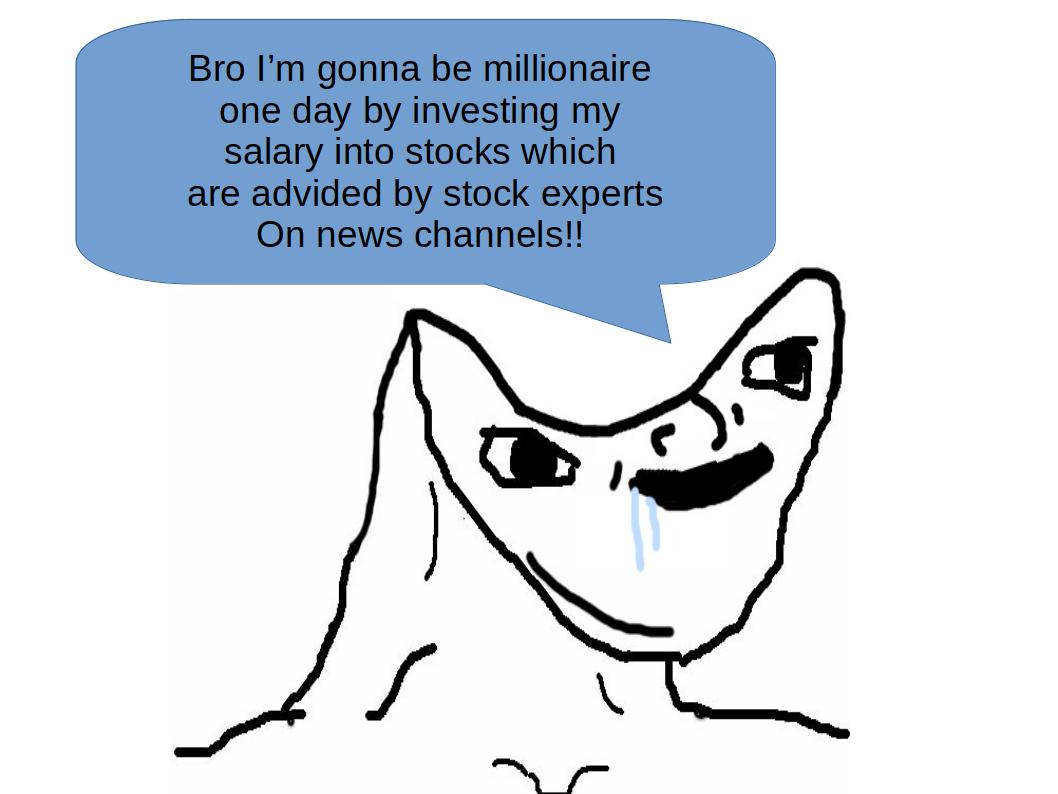 Bro I’m gonna be millionaire
one day by investing my
salary into stocks which
are advided by stock experts
On news channels!!